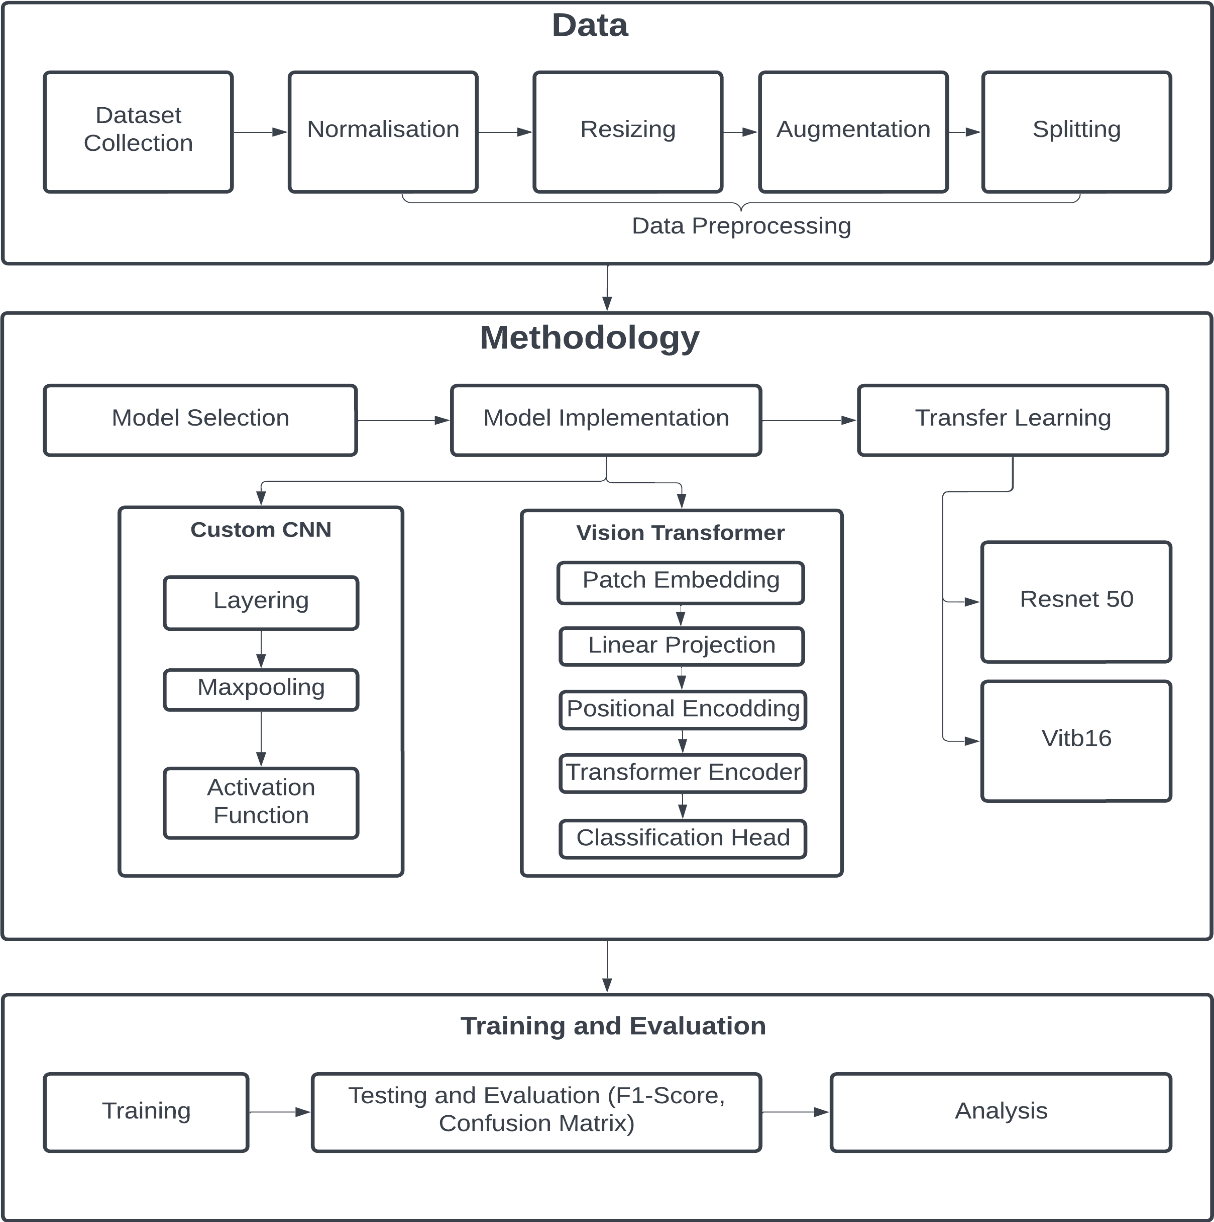 Data
Dataset
Collection
Normalisation
Resizing
Augmentation
Splitting
Data Preprocessing
Methodology
Model Selection
Model Implementation
Transfer Learning
Custom CNN
Layering
Maxpooling
Activation
Function
Vision Transformer
Patch Embedding
Linear Projection
Positional Encodding
Transformer Encoder
Classification Head
Resnet 50
Vitb16
Training and Evaluation
Training
Testing and Evaluation (F1-Score,
Confusion Matrix)
Analysis